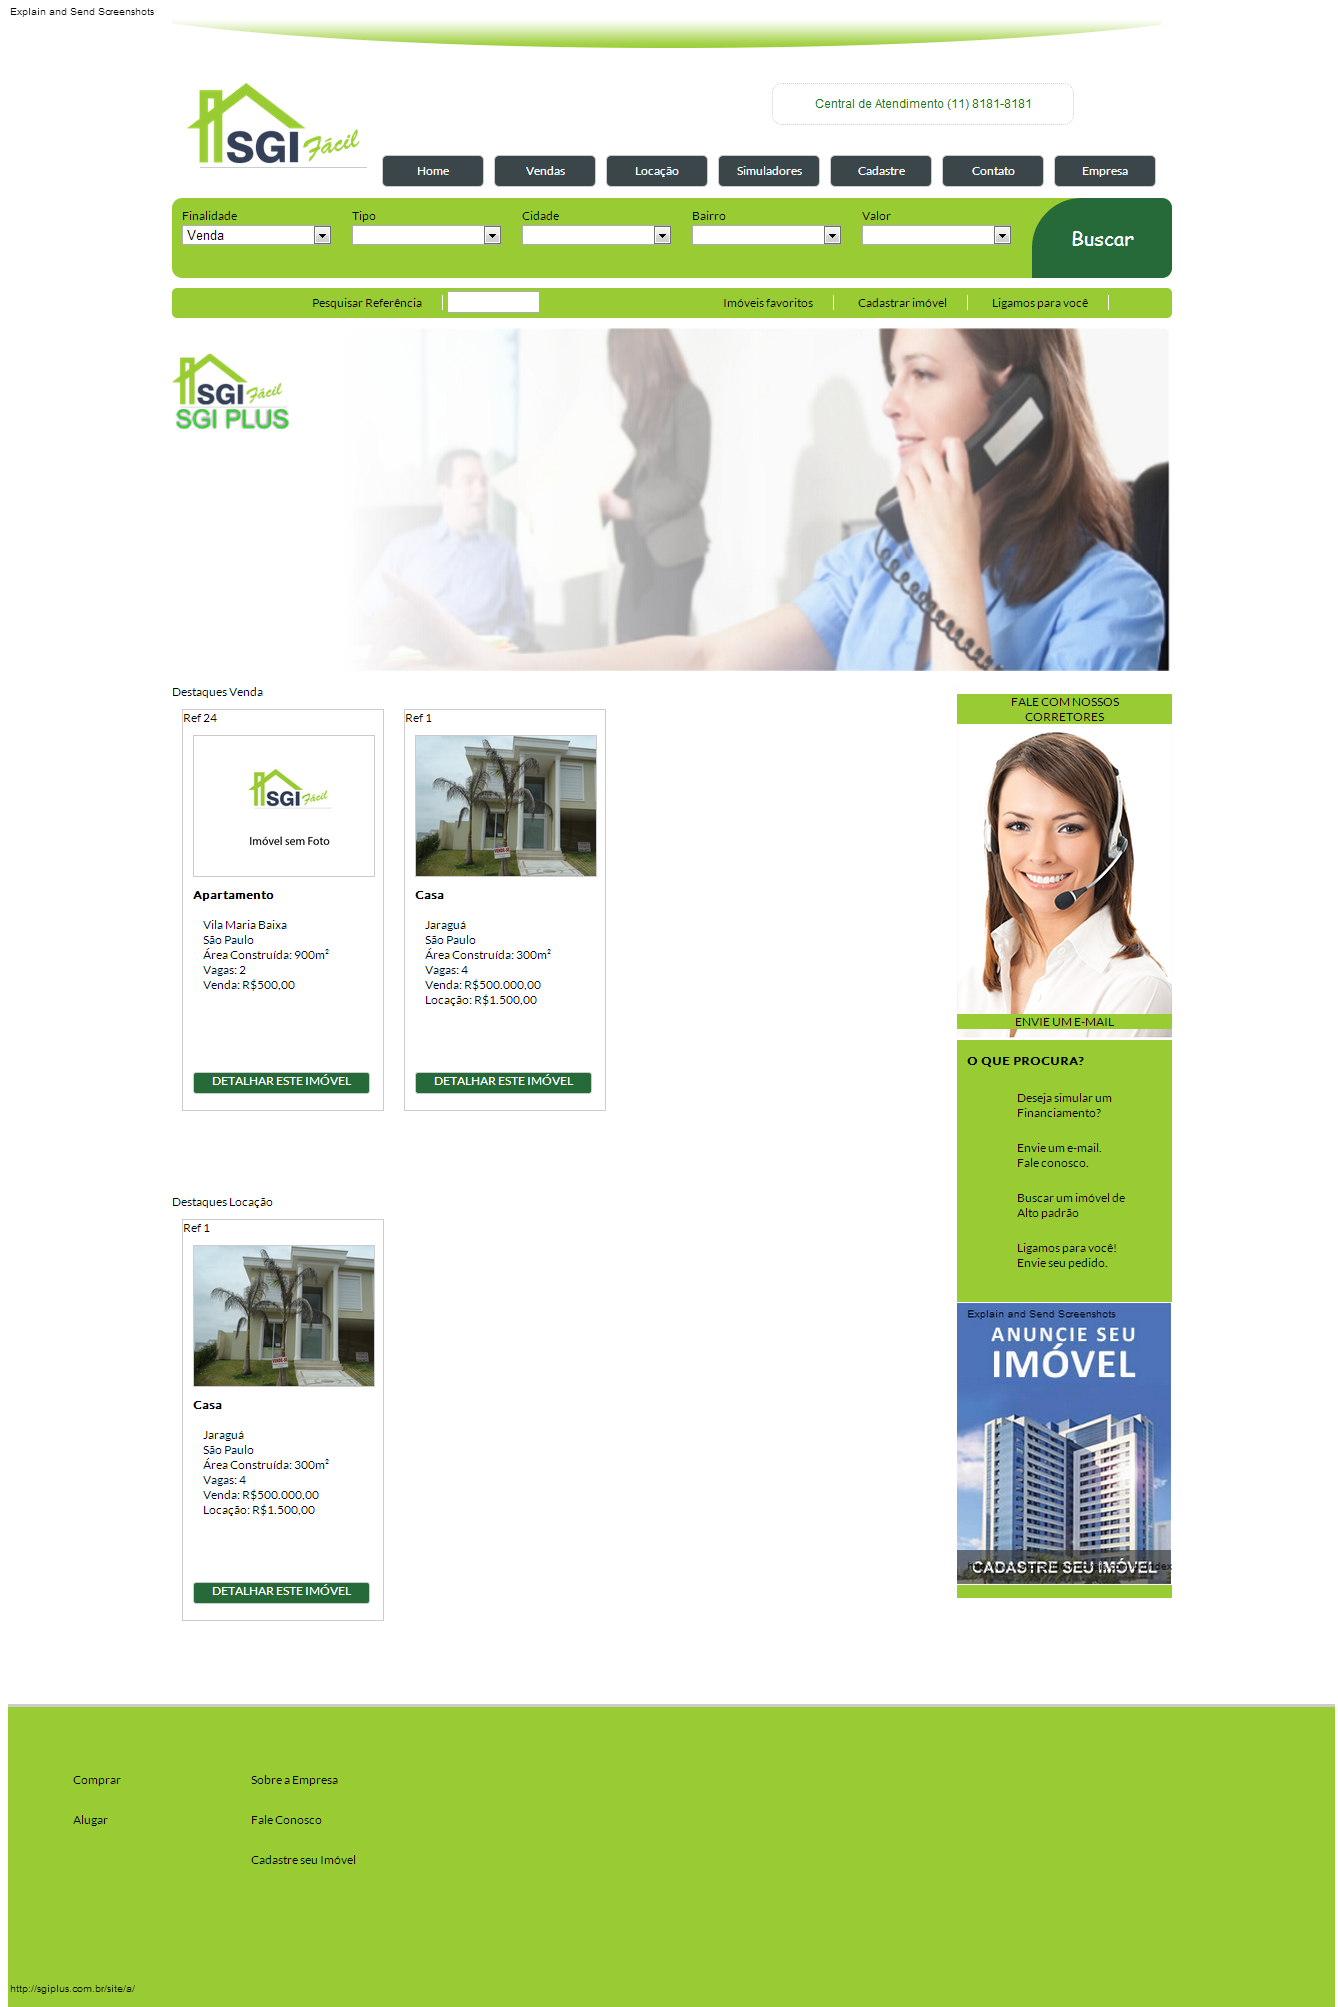 Explain and Send Screenshots
SGI Fácil
Central de Atendimento (11) 8181-8181
Home Vendas Locação Simuladores Cadastre Contato Empresa
Finalidade Tipo Cidade Bairro Valor
Venda
Buscar
Pesquisar Referência Imóveis favoritos Cadastrar imóvel Ligamos para você
SGI Fácil
SGI PLUS
Destaques Venda
Ref 24
SGI Fácil
Imóvel sem Foto
Apartamento
Vila Maria Baixa
São Paulo
Área Construída: 900m²
Vagas: 2
Venda: R$500,00
DETALHAR ESTE IMÓVEL
Ref 1
Casa
Jaraguá
São Paulo
Área Construída: 300m²
Vagas: 4
Venda: R$500.000,00
Locação: R$1.500,00
DETALHAR ESTE IMÓVEL
FALE COM NOSSOS
CORRETORES
ENVIE UM E-MAIL
O QUE PROCURA?
Deseja simular um
Financiamento?
Envie um e-mail.
Fale conosco.
Buscar um imóvel de
Alto padrão
Ligamos para você!
Envie seu pedido.
Explain and Send Screenshots
ANUNCIE SEU
IMÓVEL
CADASTRE SEU IMÓVEL
Destaques Locação
Ref 1
Casa
Jaraguá
São Paulo
Área Construída: 300m²
Vagas: 4
Venda: R$500.000,00
Locação: R$1.500,00
DETALHAR ESTE IMÓVEL
Comprar
Alugar
Sobre a Empresa
Fale Conosco
Cadastre seu Imóvel
http://sgiplus.com.br/site/a/